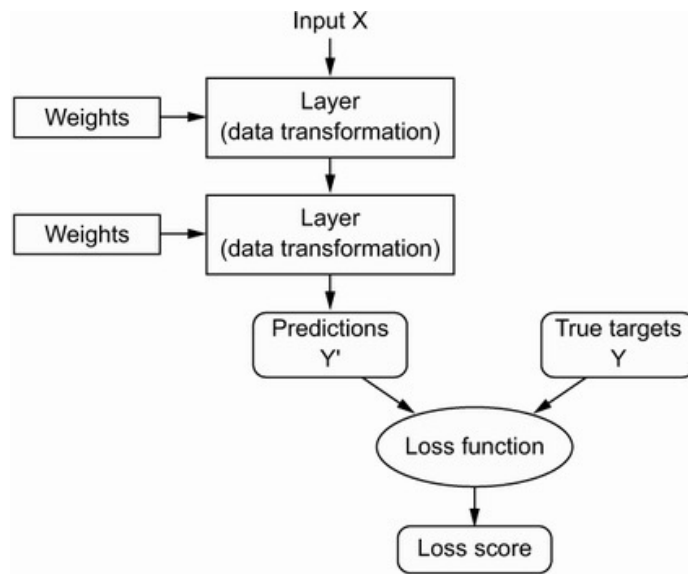 Input X
Layer
(data transformation)
Weights
Layer
(data transformation)
Weights
Predictions
Y'
True targets
Y
Loss function
Loss score